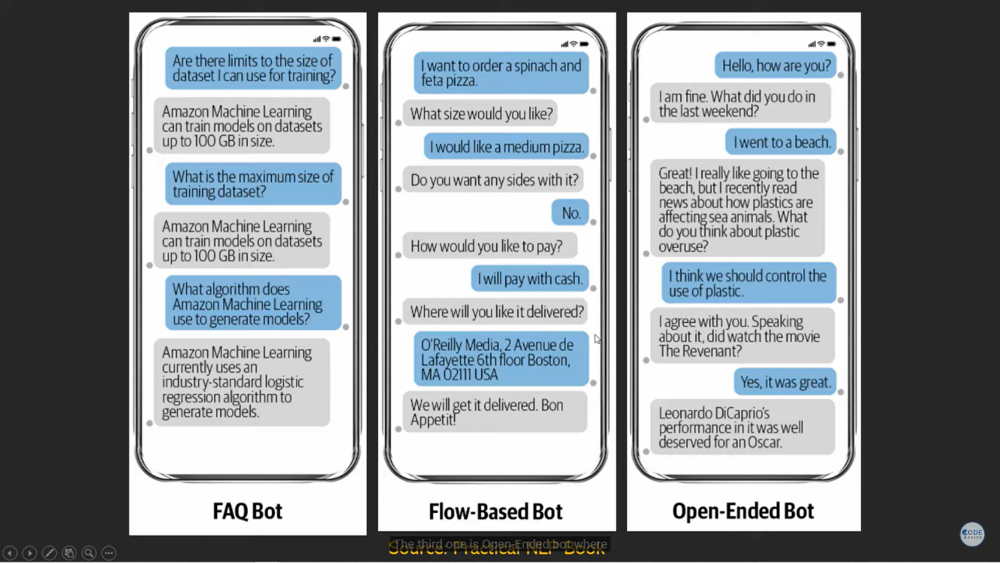 Are there limits to the size of
dataset I can use for training?
Amazon Machine Learning
can train models on datasets
up to 100 GB in size.
What is the maximum size of
training dataset?
Amazon Machine Learning
can train models on datasets
up to 100 GB in size.
What algorithm does
Amazon Machine Learning
use to generate models?
Amazon Machine Learning
currently uses an
industry-standard logistic
regression algorithm to
generate models.
FAQ Bot
I want to order a spinach and
feta pizza.
What size would you like?
I would like a medium pizza.
Do you want any sides with it?
No.
How would you like to pay?
I will pay with cash.
Where will you like it delivered?
O'Reilly Media, 2 Avenue de
Lafayette 6th floor Boston,
MA 02111 USA
We will get it delivered. Bon
Appetit!
Flow-Based Bot
Hello, how are you?
I am fine. What did you do in
the last weekend?
I went to a beach.
Great! I really like going to the
beach, but I recently read
news about how plastics are
affecting sea animals. What
do you think about plastic
overuse?
I think we should control the
use of plastic.
I agree with you. Speaking
about it, did watch the movie
The Revenant?
Yes, it was great.
Leonardo DiCaprio's
performance in it was well
deserved for an Oscar.
Open-Ended Bot
The third one is Open-Ended bot where
Source: Practical NLP Book
CODE
BASICS